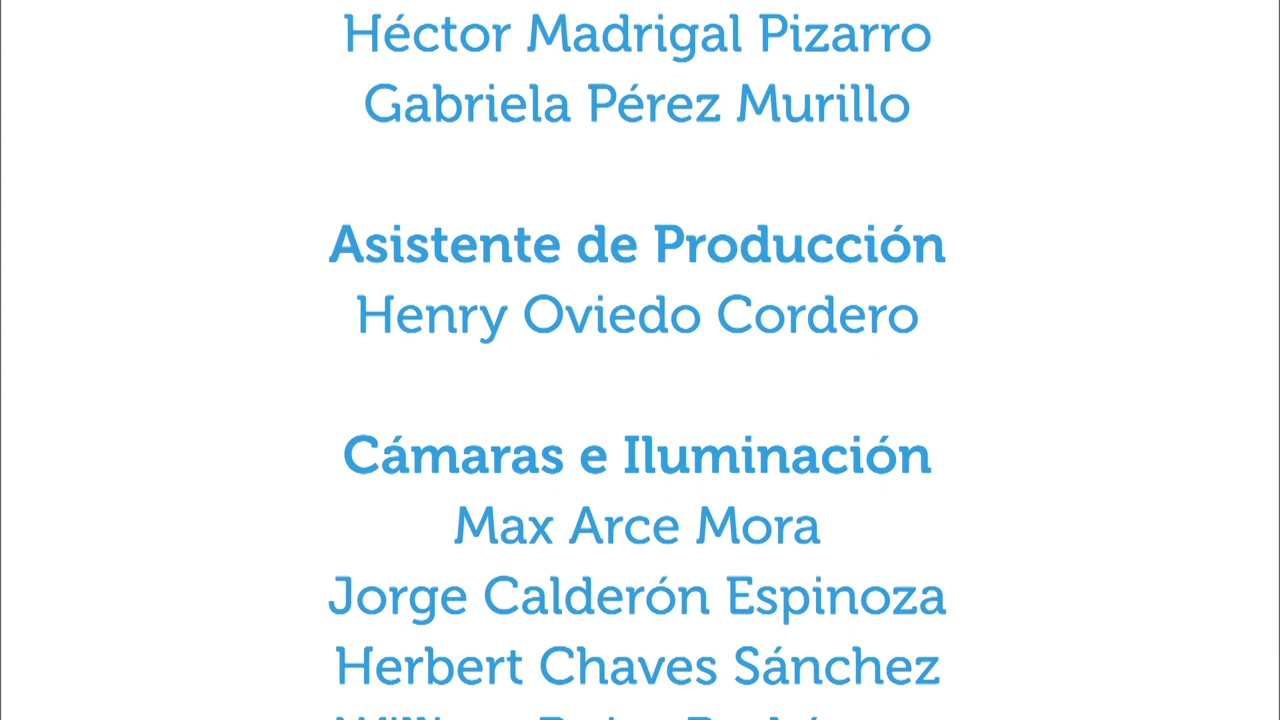 Héctor Madrigal Pizarro
Gabriela Pérez Murillo
Asistente de Producción
Henry Oviedo Cordero
Cámaras e Iluminación
Max Arce Mora
Jorge Calderón Espinoza
Herbert Chaves Sánchez